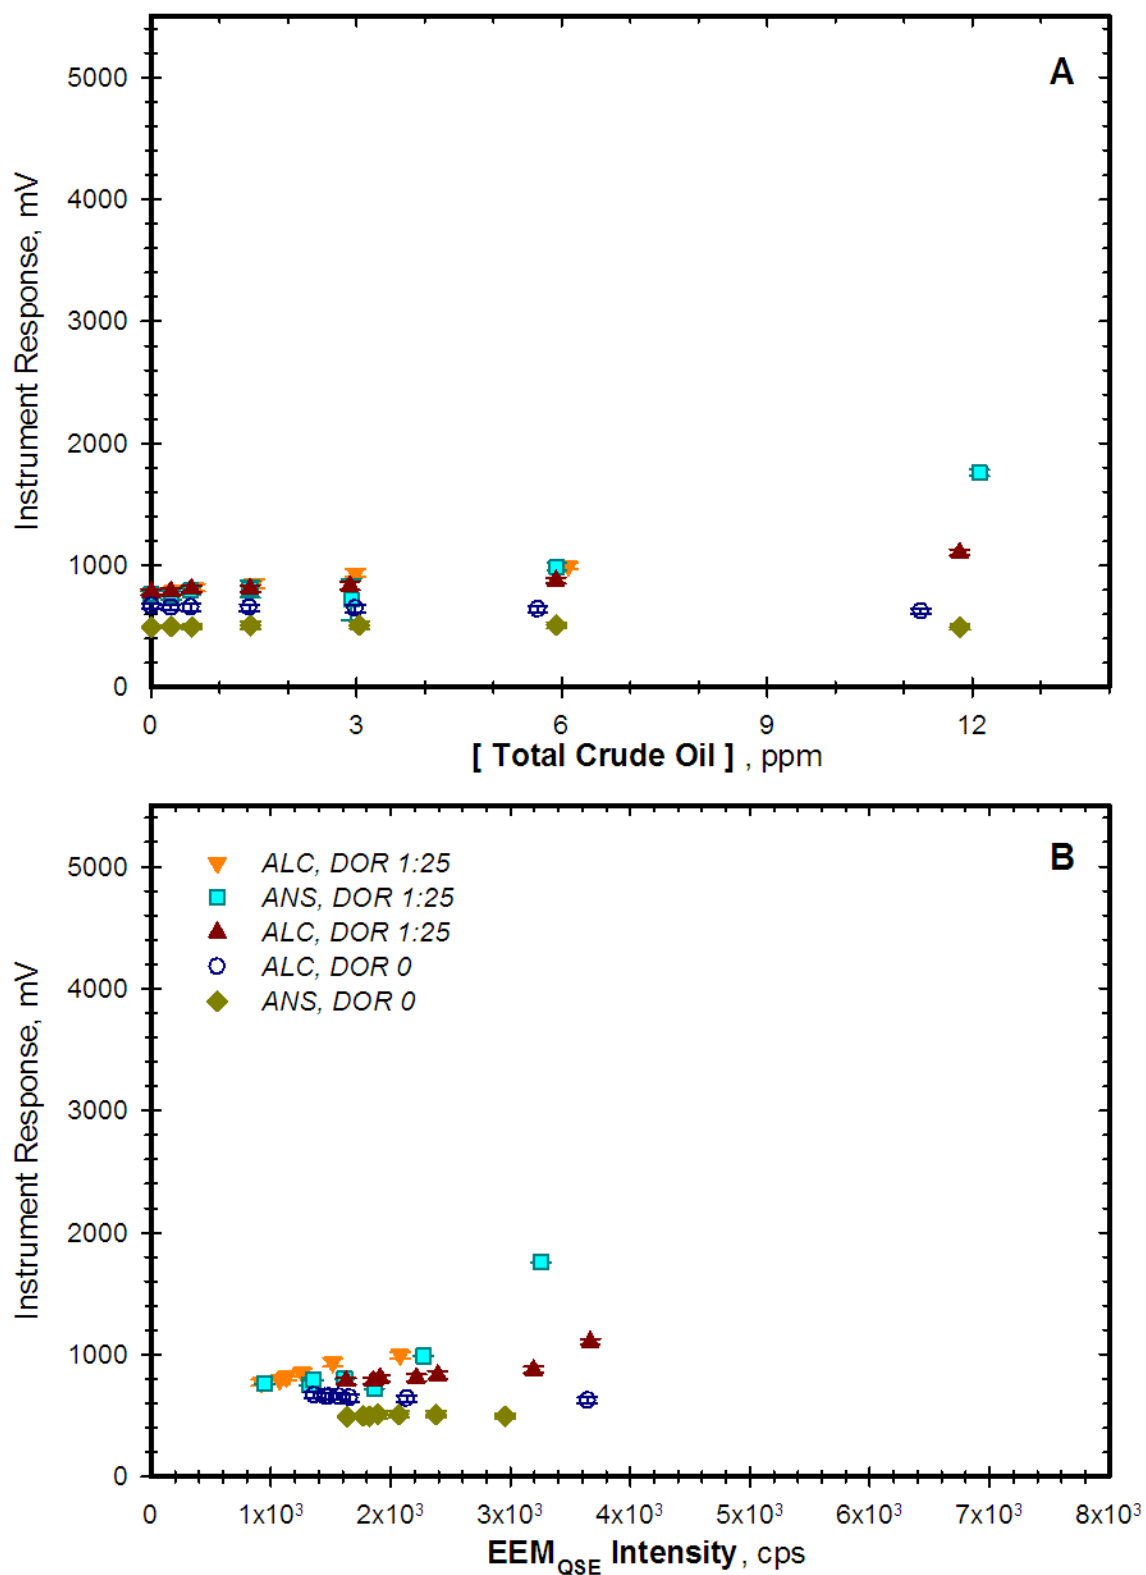 A
5000
4000
3000
2000
1000
0
Instrument Response, mV
0 3 6 9 12
[ Total Crude Oil ] , ppm
B
5000
4000
3000
2000
1000
0
Instrument Response, mV
ALC, DOR 1:25
ANS, DOR 1:25
ALC, DOR 1:25
ALC, DOR 0
ANS, DOR 0
0 1x10³ 2x10³ 3x10³ 4x10³ 5x10³ 6x10³ 7x10³ 8x10³
EEM_QSE Intensity, cps